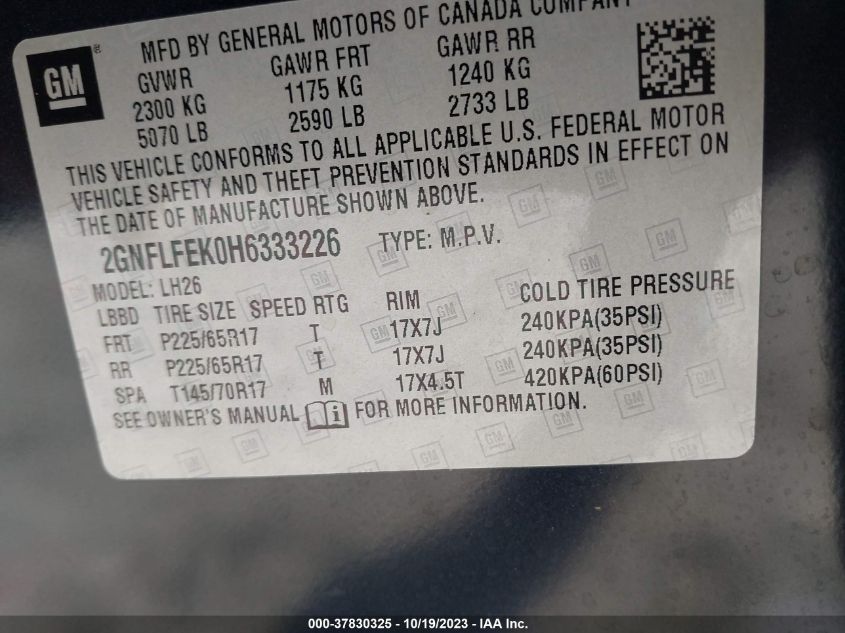 MFD BY GENERAL MOTORS OF CANADA COMPANY
GM ®
GVWR GAWR FRT GAWR RR
2300 KG 1175 KG 1240 KG
5070 LB 2590 LB 2733 LB
THIS VEHICLE CONFORMS TO ALL APPLICABLE U.S. FEDERAL MOTOR
VEHICLE SAFETY AND THEFT PREVENTION STANDARDS IN EFFECT ON
THE DATE OF MANUFACTURE SHOWN ABOVE.
2GNFLFEK0H6333226 TYPE: M.P.V.
MODEL: LH26
LBBD TIRE SIZE SPEED RTG RIM COLD TIRE PRESSURE
FRT P225/65R17 T 17X7J 240KPA(35PSI)
RR P225/65R17 T 17X7J 240KPA(35PSI)
SPA T145/70R17 M 17X4.5T 420KPA(60PSI)
SEE OWNER'S MANUAL FOR MORE INFORMATION.
000-37830325 - 10/19/2023 - IAA Inc.